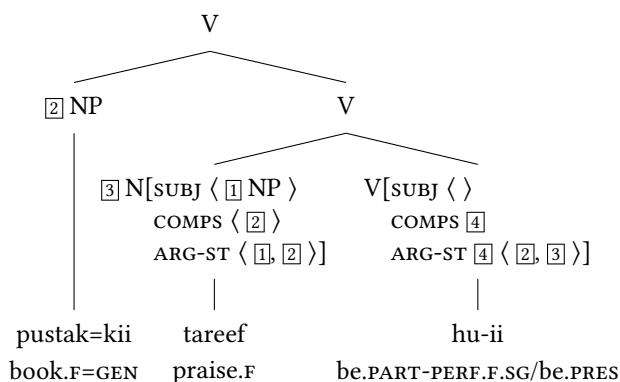 V
2 NP V
3 N[SUBJ ⟨ 1 NP ⟩ V[SUBJ ⟨ ⟩
COMPS ⟨ 2 ⟩ COMPS 4
ARG-ST ⟨ 1, 2 ⟩] ARG-ST 4 ⟨ 2, 3 ⟩]
pustak=kii tareef hu-ii
book.F=GEN praise.F be.PART-PERF.F.SG/be.PRES